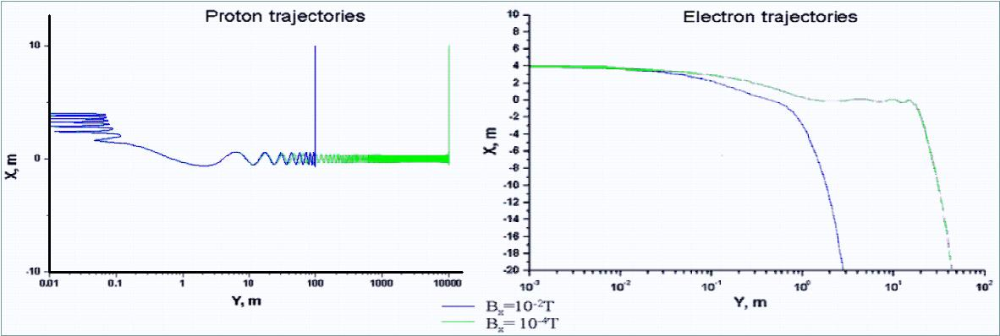 Proton trajectories
10
0
-10
X, m
0.01 0.1 1 10 100 1000 10000
Y, m
Electron trajectories
10
8
6
4
2
0
-2
-4
-6
-8
-10
-12
-14
-16
-18
-20
X, m
10⁻³ 10⁻² 10⁻¹ 10⁰ 10¹ 10²
Y, m
Bₓ=10⁻²T
Bₓ= 10⁻⁴T